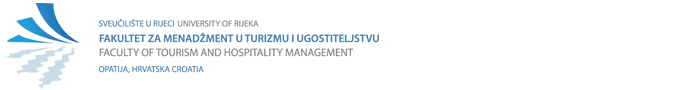 SVEUČILIŠTE U RIJECI UNIVERSITY OF RIJEKA
FAKULTET ZA MENADŽMENT U TURIZMU I UGOSTITELJSTVU
FACULTY OF TOURISM AND HOSPITALITY MANAGEMENT
OPATIJA, HRVATSKA CROATIA